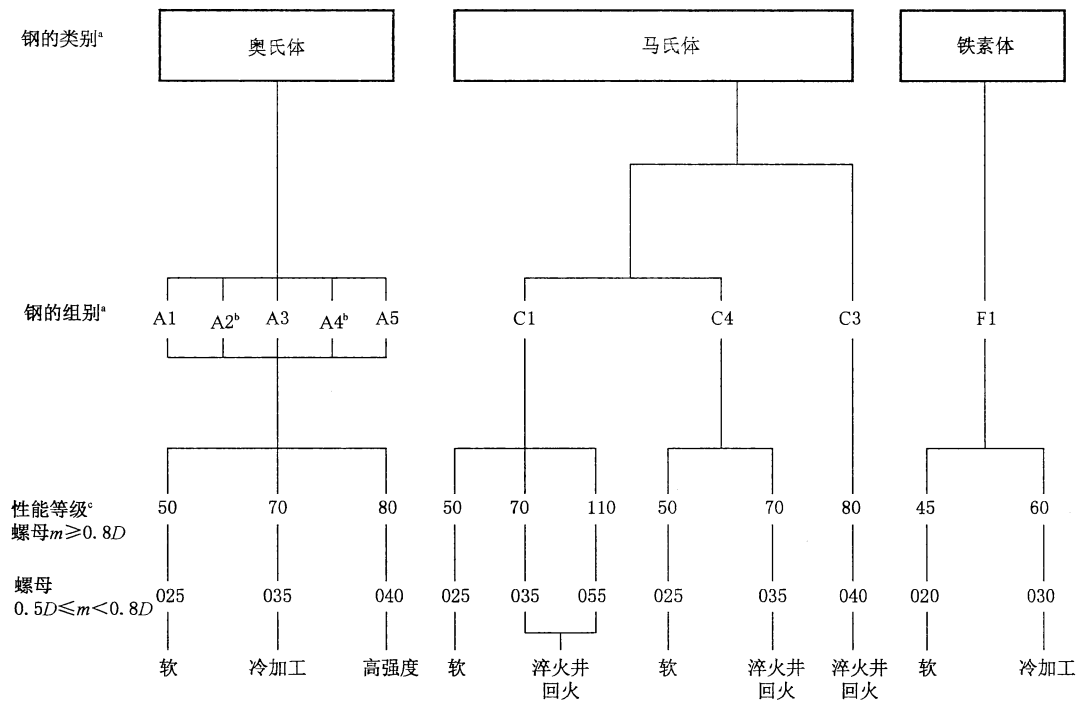 钢的类别ᵃ 奥氏体 马氏体 铁素体
钢的组别ᵃ A1 A2ᵇ A3 A4ᵇ A5 C1 C4 C3 F1
性能等级ᶜ 50 70 80 50 70 110 50 70 80 45 60
螺母m≥0.8D
螺母
0.5D≤m<0.8D 025 035 040 025 035 055 025 035 040 020 030
软 冷加工 高强度 软 淬火井 软 淬火井 淬火井 软 冷加工
回火 回火 回火